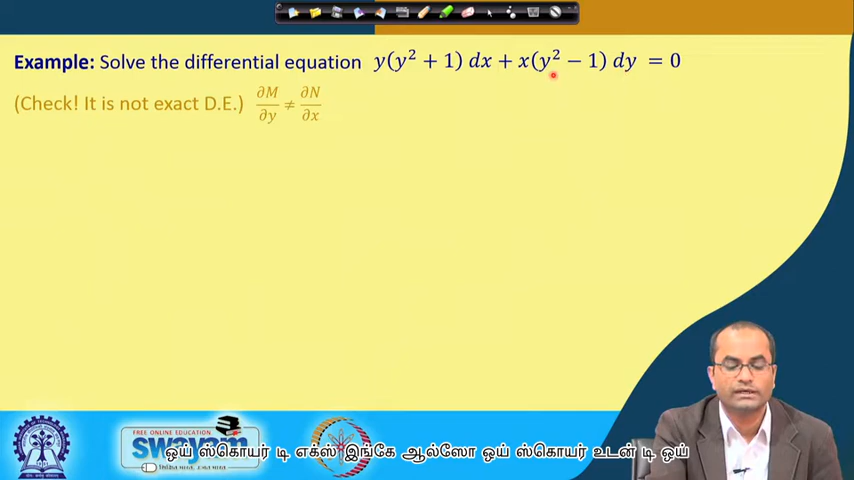 Example: Solve the differential equation y(y² + 1) dx + x(y² − 1) dy = 0
(Check! It is not exact D.E.) ∂M/∂y ≠ ∂N/∂x
FREE ONLINE EDUCATION
swayam
ஒய் ஸ்கொயர் டி எக்ஸ் இங்கே ஆல்ஸோ ஒய் ஸ்கொயர் உடன் டி ஒய்